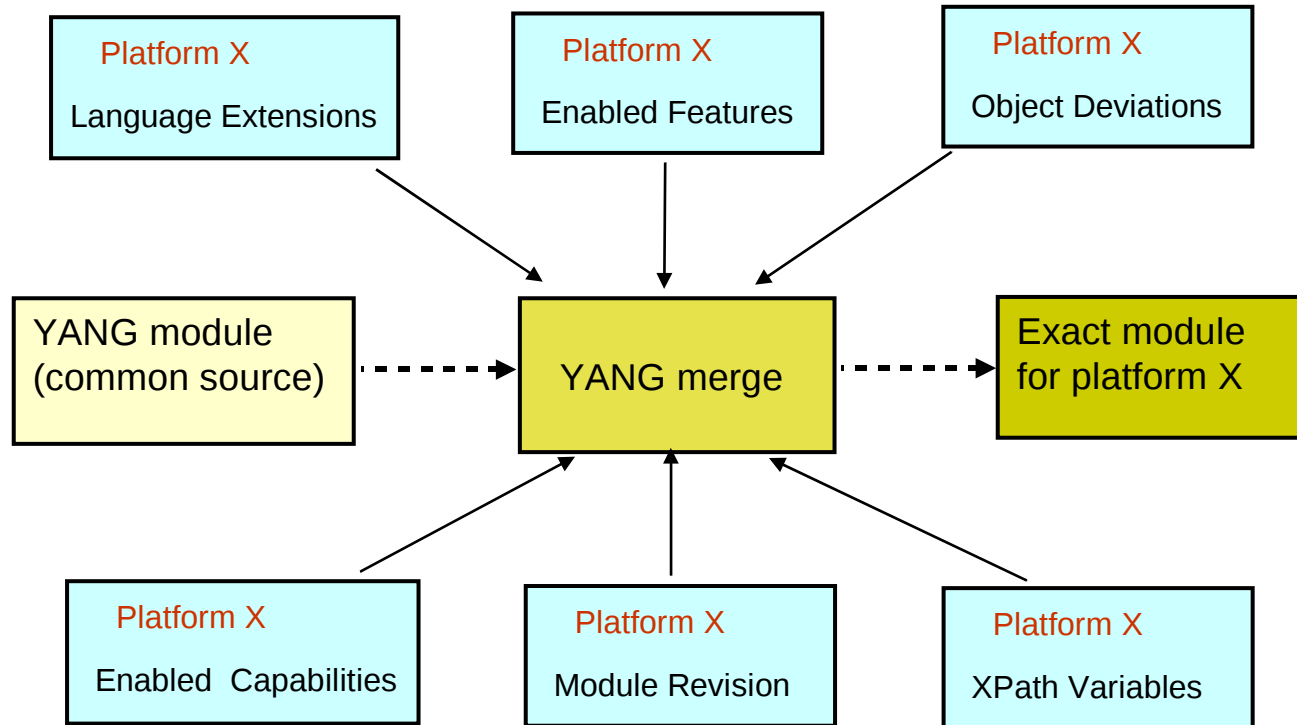 Platform X
Language Extensions
Platform X
Enabled Features
Platform X
Object Deviations
YANG module
(common source)
YANG merge
Exact module
for platform X
Platform X
Enabled  Capabilities
Platform X
Module Revision
Platform X
XPath Variables